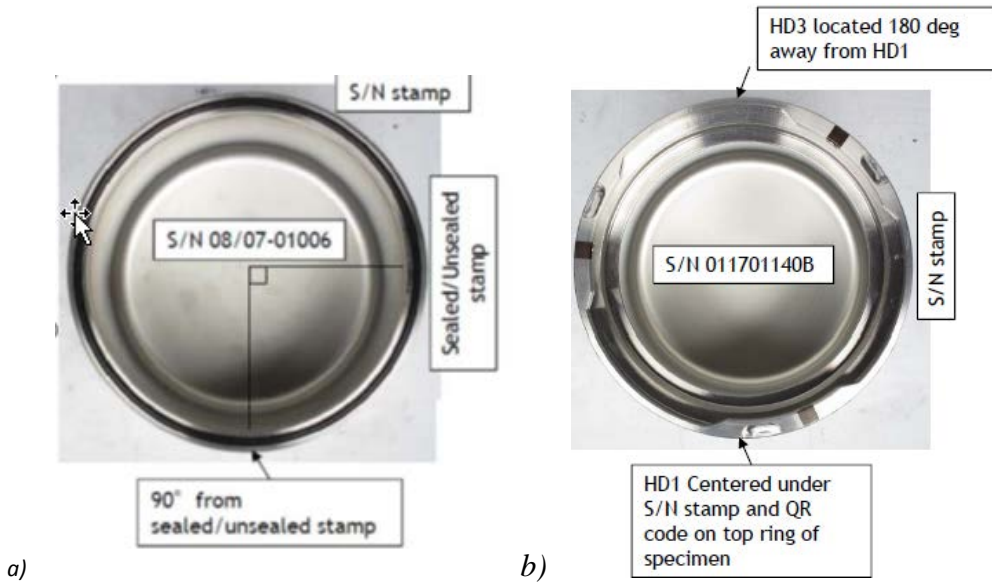 S/N stamp
S/N 08/07-01006
Sealed/Unsealed
stamp
90° from
sealed/unsealed stamp
a)
HD3 located 180 deg
away from HD1
S/N 011701140B
S/N stamp
HD1 Centered under
S/N stamp and QR
code on top ring of
specimen
b)